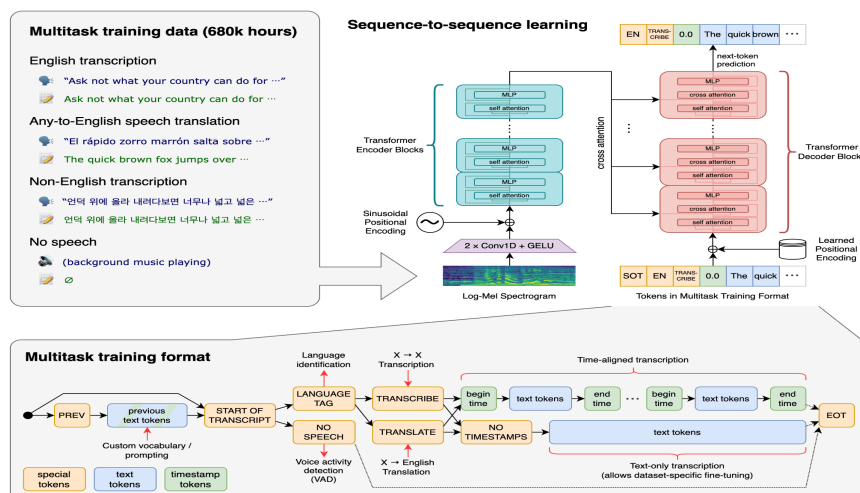 Multitask training data (680k hours)
English transcription
“Ask not what your country can do for ⋯”
Ask not what your country can do for ⋯
Any-to-English speech translation
“El rápido zorro marrón salta sobre ⋯”
The quick brown fox jumps over ⋯
Non-English transcription
“언덕 위에 올라 내려다보면 너무나 넓고 넓은 ⋯
언덕 위에 올라 내려다보면 너무나 넓고 넓은 ⋯
No speech
(background music playing)
∅
Sequence-to-sequence learning
EN TRANS-CRIBE 0.0 The quick brown ⋯
next-token
prediction
MLP
self attention
⋯
MLP
self attention
MLP
self attention
Transformer
Encoder Blocks
Sinusoidal
Positional
Encoding
~
2 × Conv1D + GELU
Log-Mel Spectrogram
cross attention
⋯
MLP
cross attention
self attention
⋯
MLP
cross attention
self attention
MLP
cross attention
self attention
Transformer
Decoder Block
Learned
Positional
Encoding
SOT EN TRANS-CRIBE 0.0 The quick ⋯
Tokens in Multitask Training Format
Multitask training format
PREV
previous
text tokens
Custom vocabulary /
prompting
START OF
TRANSCRIPT
Language
identification
LANGUAGE
TAG
NO
SPEECH
Voice activity
detection
(VAD)
X → X
Transcription
TRANSCRIBE
TRANSLATE
X → English
Translation
Time-aligned transcription
begin
time
text tokens
end
time
⋯
begin
time
text tokens
end
time
NO
TIMESTAMPS
text tokens
Text-only transcription
(allows dataset-specific fine-tuning)
EOT
special
tokens
text
tokens
timestamp
tokens